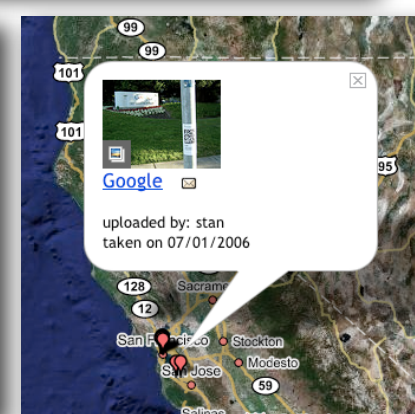 99
99
101
101
95
Google
uploaded by: stan
taken on 07/01/2006
128
Sacrame
12
San Francisco
Stockton
Modesto
San Jose
59
Salinas